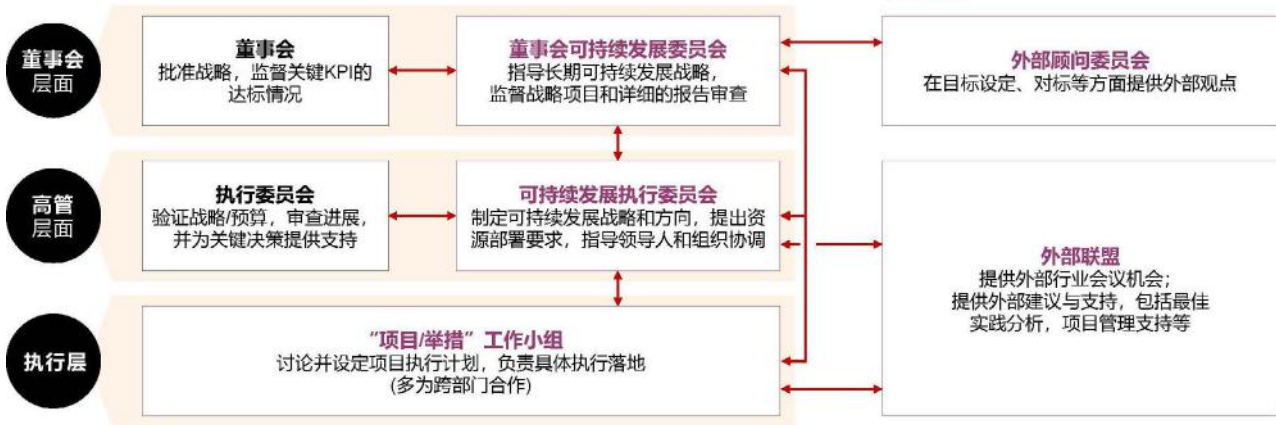 董事会
层面
董事会
批准战略，监督关键KPI的
达标情况
董事会可持续发展委员会
指导长期可持续发展战略，
监督战略项目和详细的报告审查
外部顾问委员会
在目标设定、对标等方面提供外部观点
高管
层面
执行委员会
验证战略/预算，审查进展，
并为关键决策提供支持
可持续发展执行委员会
制定可持续发展战略和方向，提出资
源部署要求，指导领导人和组织协调
外部联盟
提供外部行业会议机会；
提供外部建议与支持，包括最佳
实践分析，项目管理支持等
执行层
“项目/举措”工作小组
讨论并设定项目执行计划，负责具体执行落地
(多为跨部门合作)